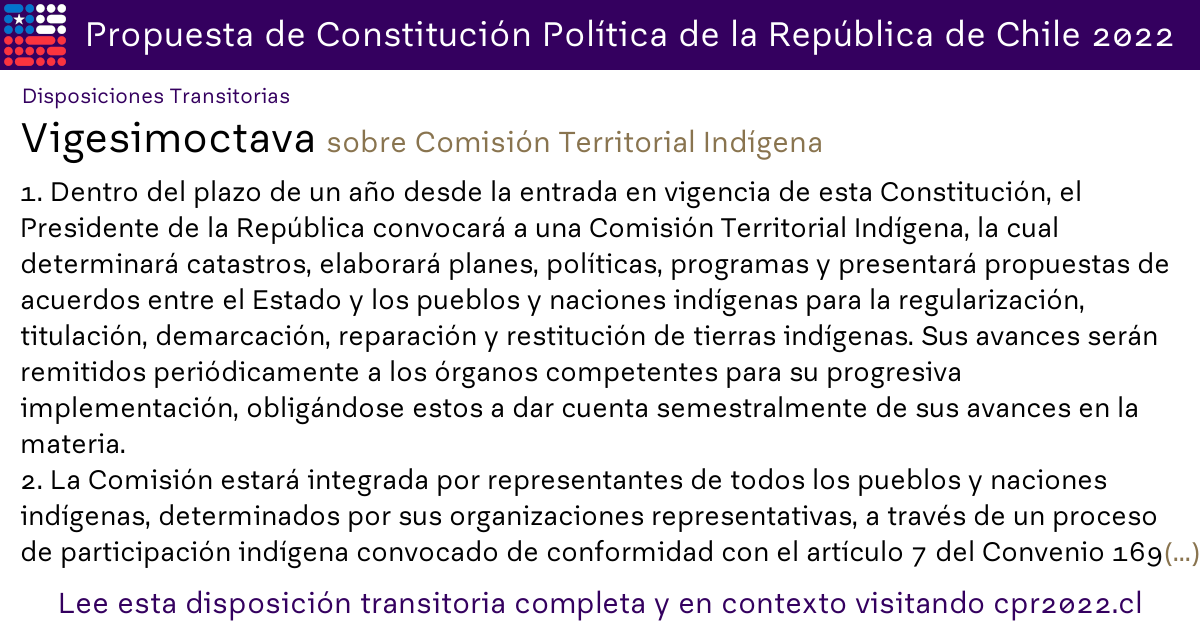 Propuesta de Constitución Política de la República de Chile 2022
Disposiciones Transitorias
Vigesimoctava sobre Comisión Territorial Indígena
1. Dentro del plazo de un año desde la entrada en vigencia de esta Constitución, el
Presidente de la República convocará a una Comisión Territorial Indígena, la cual
determinará catastros, elaborará planes, políticas, programas y presentará propuestas de
acuerdos entre el Estado y los pueblos y naciones indígenas para la regularización,
titulación, demarcación, reparación y restitución de tierras indígenas. Sus avances serán
remitidos periódicamente a los órganos competentes para su progresiva
implementación, obligándose estos a dar cuenta semestralmente de sus avances en la
materia.
2. La Comisión estará integrada por representantes de todos los pueblos y naciones
indígenas, determinados por sus organizaciones representativas, a través de un proceso
de participación indígena convocado de conformidad con el artículo 7 del Convenio 169(...)
Lee esta disposición transitoria completa y en contexto visitando cpr2022.cl